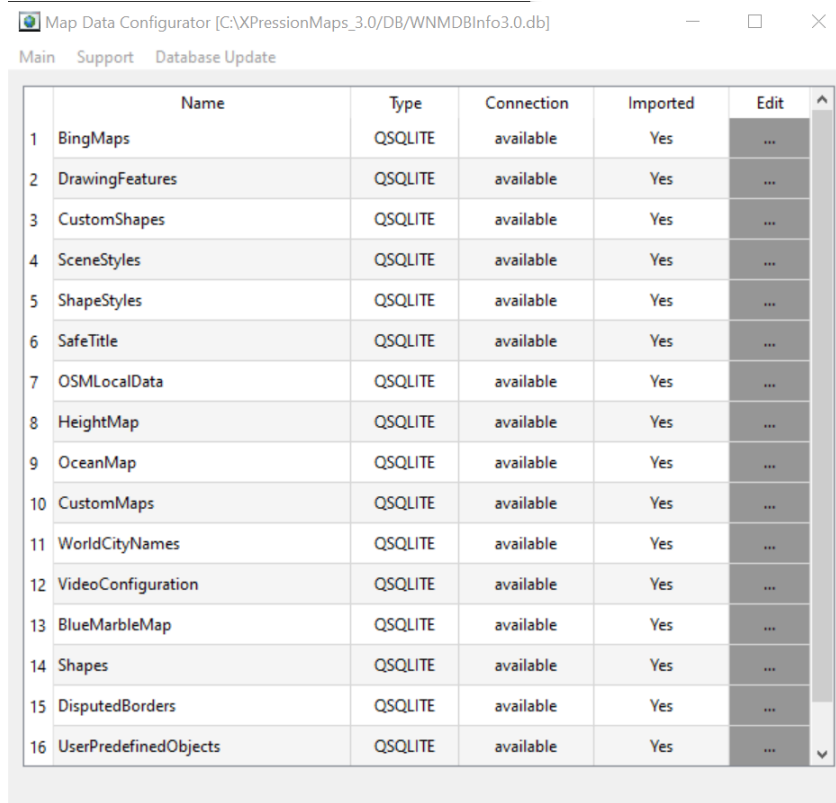 Map Data Configurator [C:\XPressionMaps_3.0/DB/WNMDBInfo3.0.db]
Main Support Database Update
Name Type Connection Imported Edit
1 BingMaps QSQLITE available Yes ...
2 DrawingFeatures QSQLITE available Yes ...
3 CustomShapes QSQLITE available Yes ...
4 SceneStyles QSQLITE available Yes ...
5 ShapeStyles QSQLITE available Yes ...
6 SafeTitle QSQLITE available Yes ...
7 OSMLocalData QSQLITE available Yes ...
8 HeightMap QSQLITE available Yes ...
9 OceanMap QSQLITE available Yes ...
10 CustomMaps QSQLITE available Yes ...
11 WorldCityNames QSQLITE available Yes ...
12 VideoConfiguration QSQLITE available Yes ...
13 BlueMarbleMap QSQLITE available Yes ...
14 Shapes QSQLITE available Yes ...
15 DisputedBorders QSQLITE available Yes ...
16 UserPredefinedObjects QSQLITE available Yes ...